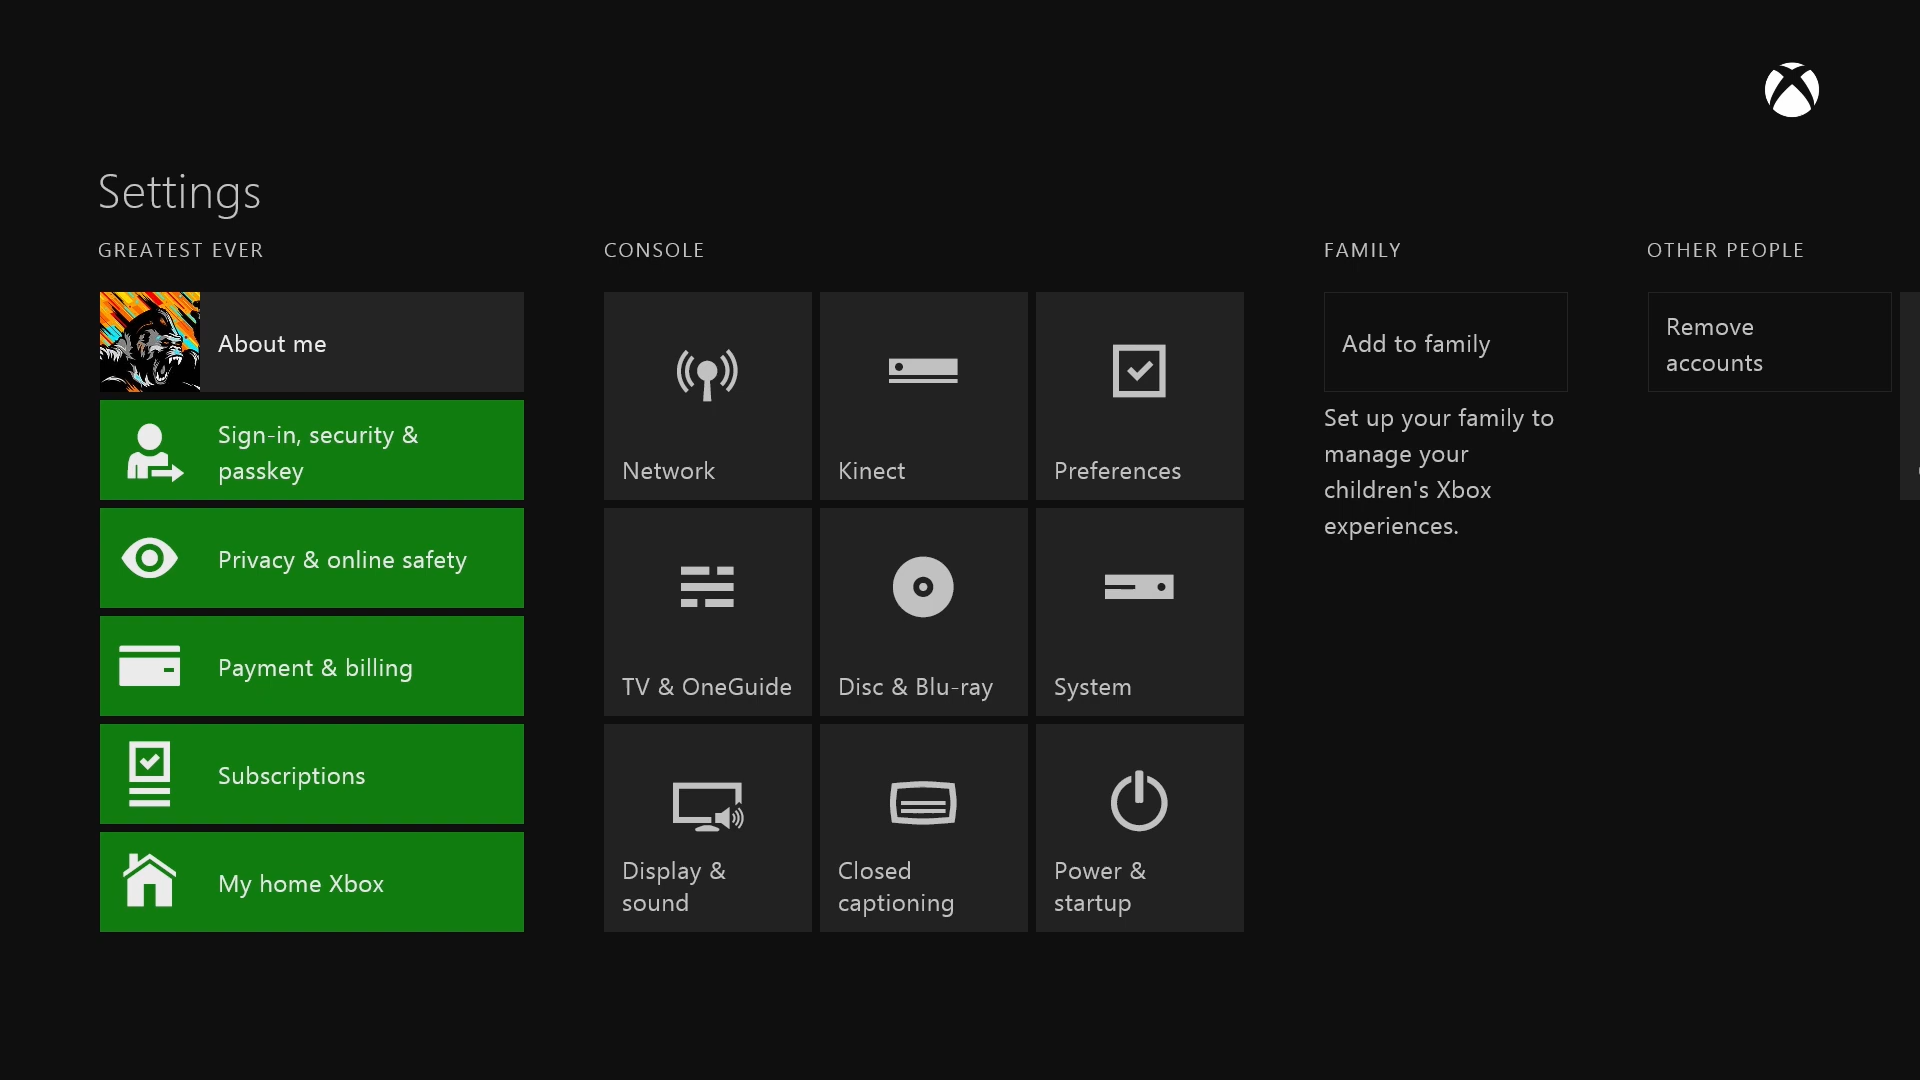 Settings
GREATEST EVER
About me
Sign-in, security &
passkey
Privacy & online safety
Payment & billing
Subscriptions
My home Xbox
CONSOLE
Network
Kinect
Preferences
TV & OneGuide
Disc & Blu-ray
System
Display &
sound
Closed
captioning
Power &
startup
FAMILY
Add to family
Set up your family to
manage your
children's Xbox
experiences.
OTHER PEOPLE
Remove
accounts